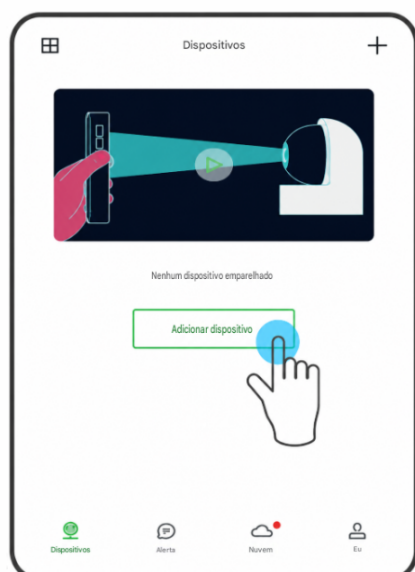 Dispositivos
Nenhum dispositivo emparelhado
Adicionar dispositivo
Dispositivos
Alerta
Nuvem
Eu